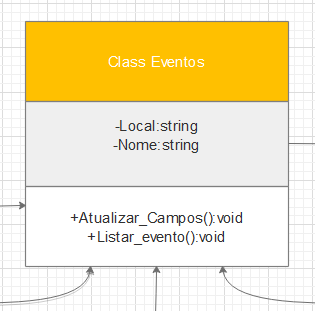 Class Eventos
-Local:string
-Nome:string
+Atualizar_Campos():void
+Listar_evento():void